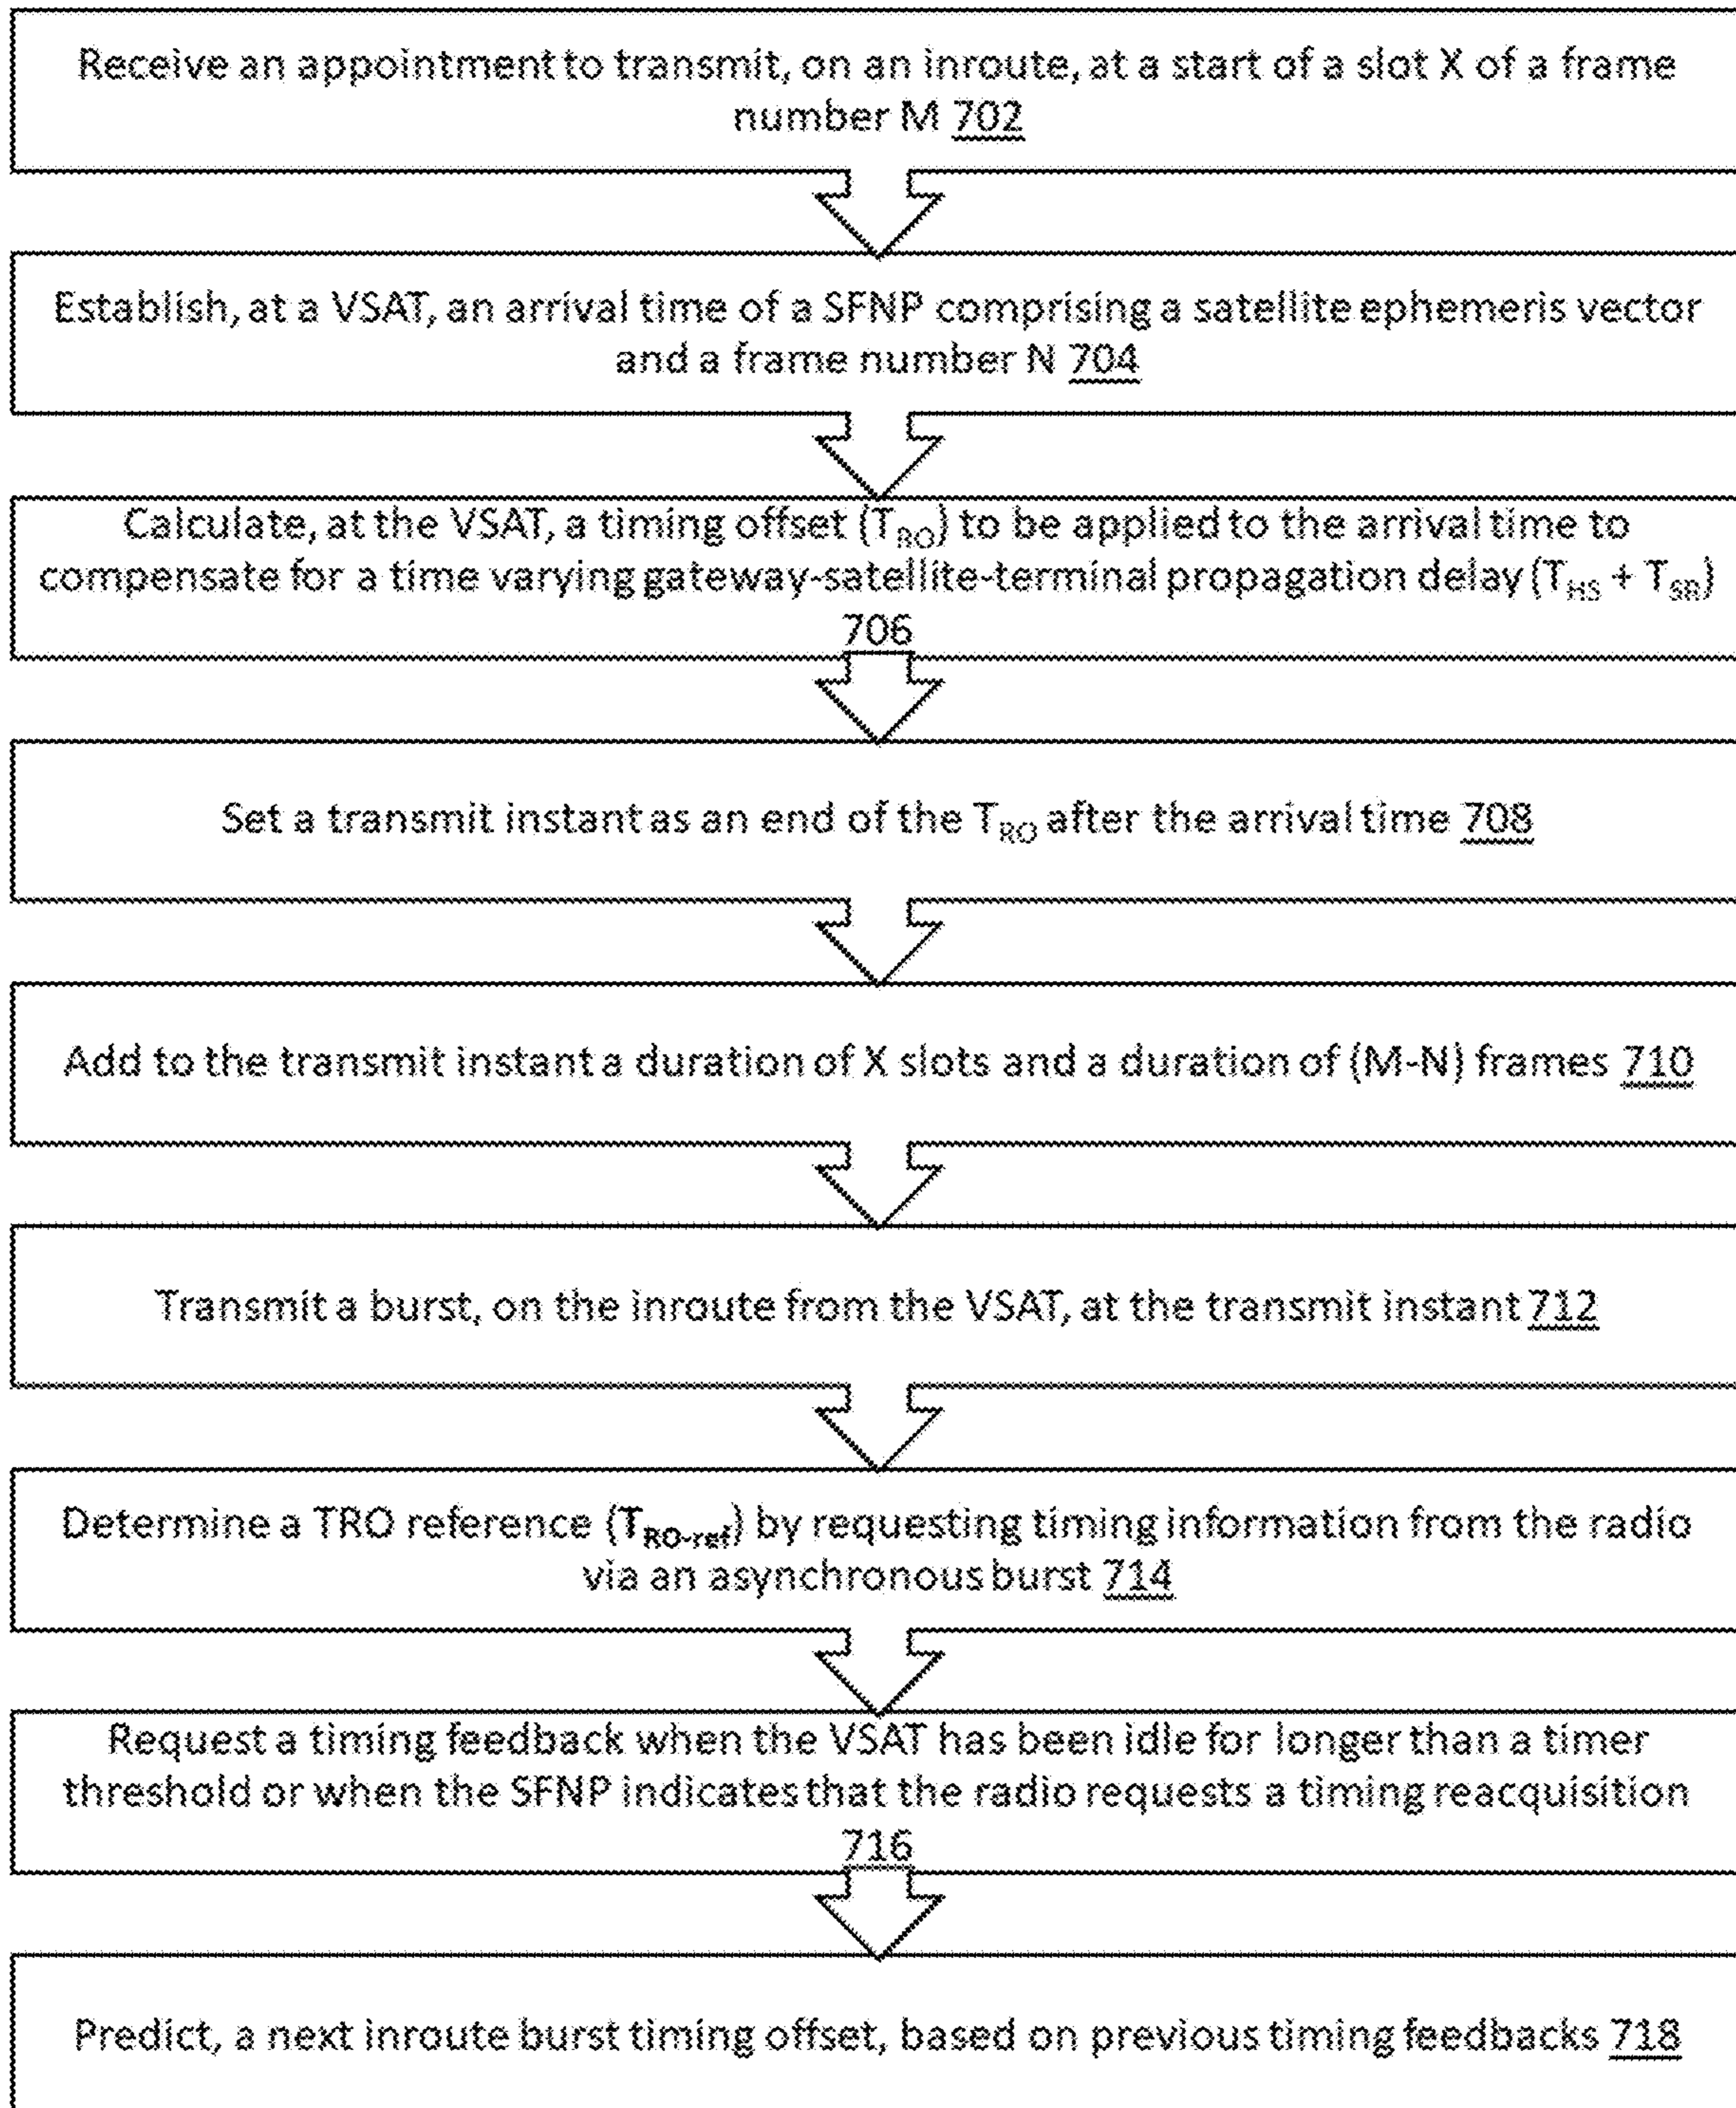 Receive an appointment to transmit, on an inroute, at a start of a slot X of a frame
number M 702
Establish, at a VSAT, an arrival time of a SFNP comprising a satellite ephemeris vector
and a frame number N 704
Calculate, at the VSAT, a timing offset (T_RO) to be applied to the arrival time to
compensate for a time varying gateway-satellite-terminal propagation delay (T_HS + T_SR)
706
Set a transmit instant as an end of the T_RO after the arrival time 708
Add to the transmit instant a duration of X slots and a duration of (M-N) frames 710
Transmit a burst, on the inroute from the VSAT, at the transmit instant 712
Determine a TRO reference (T_RO-ref) by requesting timing information from the radio
via an asynchronous burst 714
Request a timing feedback when the VSAT has been idle for longer than a timer
threshold or when the SFNP indicates that the radio requests a timing reacquisition
716
Predict, a next inroute burst timing offset, based on previous timing feedbacks 718